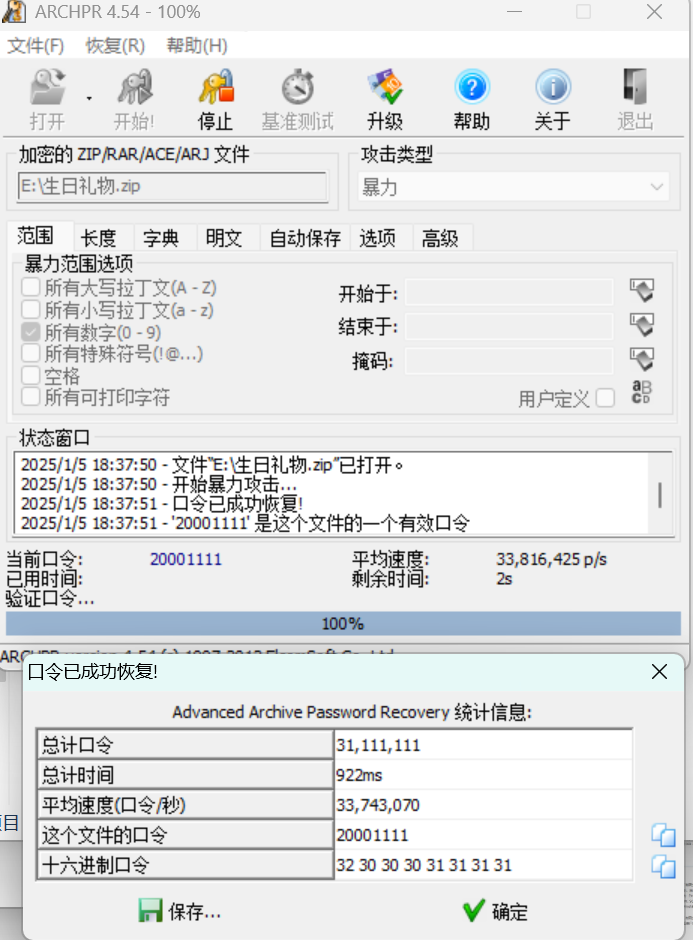 ARCHPR 4.54 - 100%
文件(F) 恢复(R) 帮助(H)
打开 开始! 停止 基准测试 升级 帮助 关于 退出
加密的 ZIP/RAR/ACE/ARJ 文件 攻击类型
E:\生日礼物.zip 暴力
范围 长度 字典 明文 自动保存 选项 高级
暴力范围选项
所有大写拉丁文(A - Z) 开始于:
所有小写拉丁文(a - z)
所有数字(0 - 9) 结束于:
所有特殊符号(!@...) 掩码:
空格
所有可打印字符 用户定义
状态窗口
2025/1/5 18:37:50 - 文件"E:\生日礼物.zip"已打开。
2025/1/5 18:37:50 - 开始暴力攻击...
2025/1/5 18:37:51 - 口令已成功恢复!
2025/1/5 18:37:51 - '20001111' 是这个文件的一个有效口令
当前口令: 20001111 平均速度: 33,816,425 p/s
已用时间: 剩余时间: 2s
验证口令...
100%
口令已成功恢复!
Advanced Archive Password Recovery 统计信息:
总计口令 31,111,111
总计时间 922ms
平均速度(口令/秒) 33,743,070
这个文件的口令 20001111
十六进制口令 32 30 30 30 31 31 31 31
保存... 确定